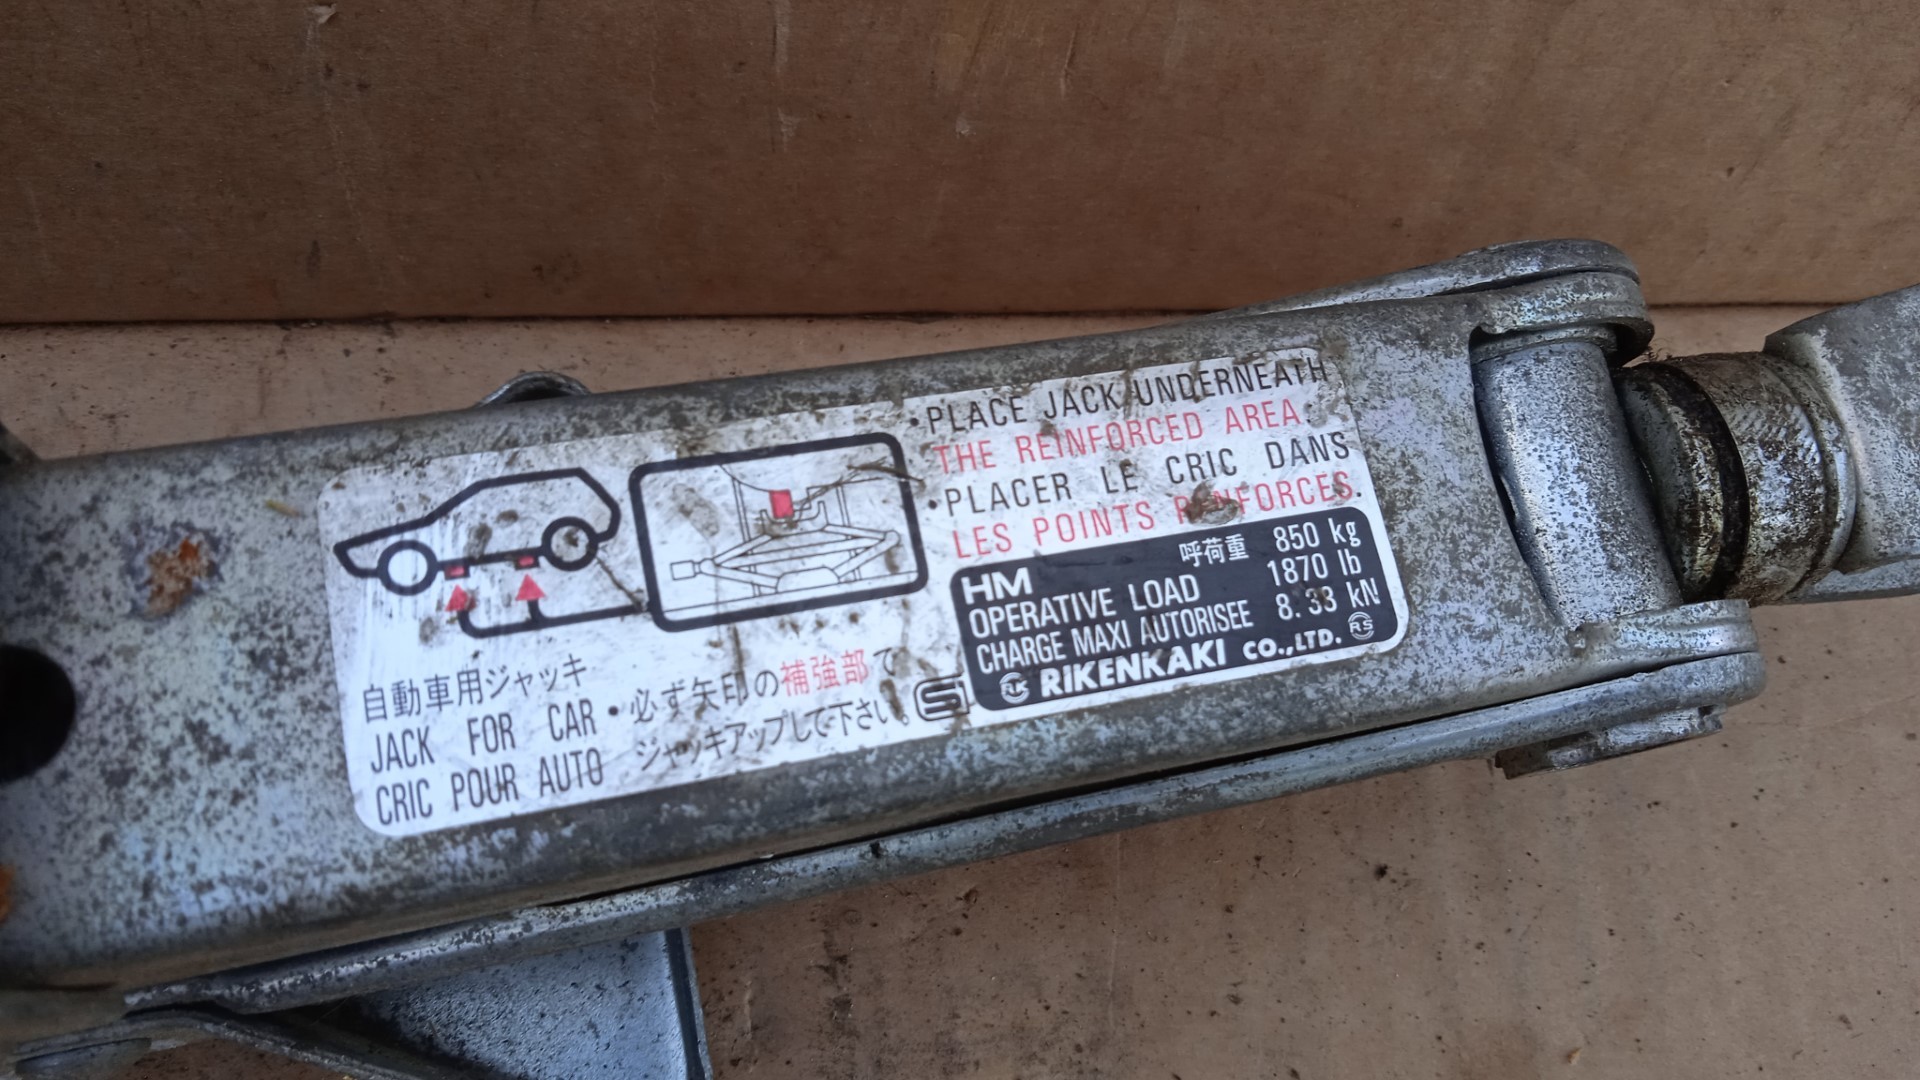 ・PLACE JACK UNDERNEATH
THE REINFORCED AREA.
・PLACER LE CRIC DANS
LES POINTS RENFORCES.
自動車用ジャッキ
JACK FOR CAR
CRIC POUR AUTO
・必ず矢印の補強部で
ジャッキアップして下さい。
S
HM 呼荷重 850 kg
OPERATIVE LOAD 1870 lb
CHARGE MAXI AUTORISEE 8.33 kN
RK RIKENKAKI CO.,LTD. RS